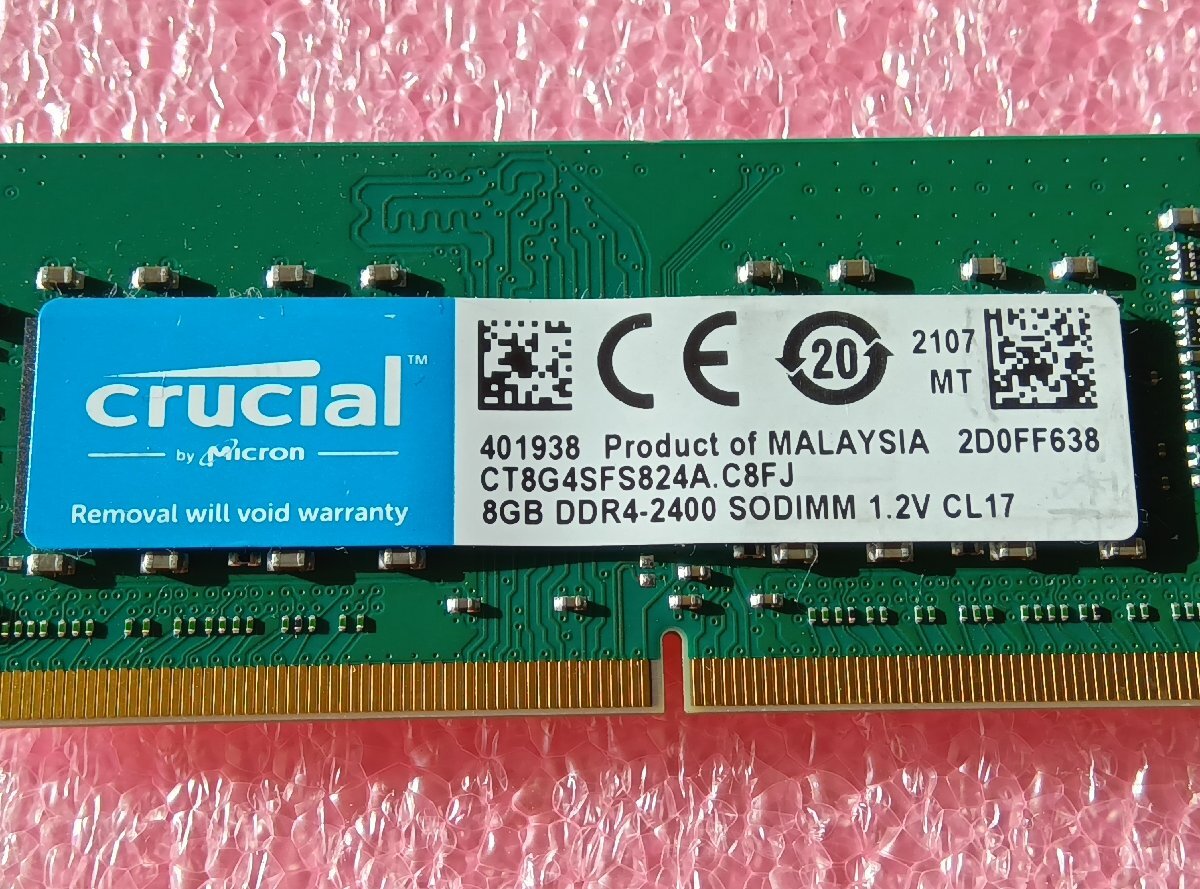 crucial™
by Micron
Removal will void warranty
CE 20 2107
MT
401938 Product of MALAYSIA 2D0FF638
CT8G4SFS824A.C8FJ
8GB DDR4-2400 SODIMM 1.2V CL17